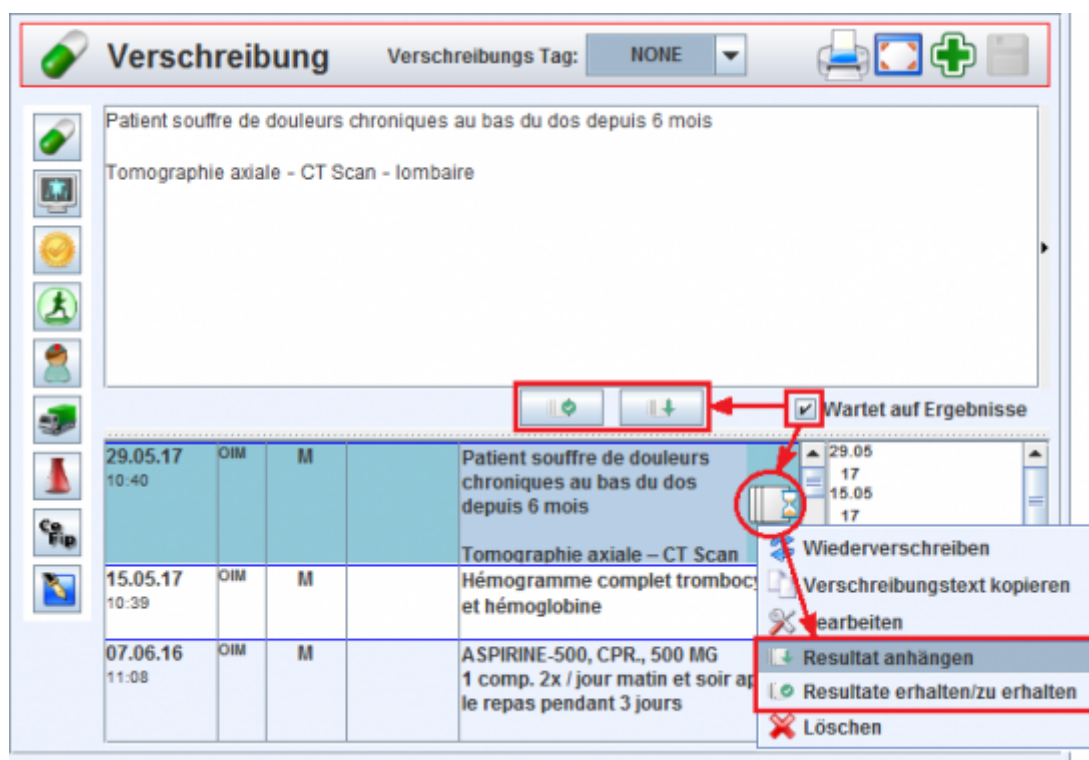 Verschreibung
Verschreibungs Tag:
NONE
Patient souffre de douleurs chroniques au bas du dos depuis 6 mois
Tomographie axiale - CT Scan - lombaire
Wartet auf Ergebnisse
29.05.17
10:40
OIM
M
Patient souffre de douleurs
chroniques au bas du dos
depuis 6 mois
Tomographie axiale – CT Scan
29.05
17
15.05
17
15.05.17
10:39
OIM
M
Hémogramme complet tromboc
et hémoglobine
07.06.16
11:08
OIM
M
ASPIRINE-500, CPR., 500 MG
1 comp. 2x / jour matin et soir ap
le repas pendant 3 jours
Wiederverschreiben
Verschreibungstext kopieren
earbeiten
Resultat anhängen
Resultate erhalten/zu erhalten
Löschen
Ce
Fip